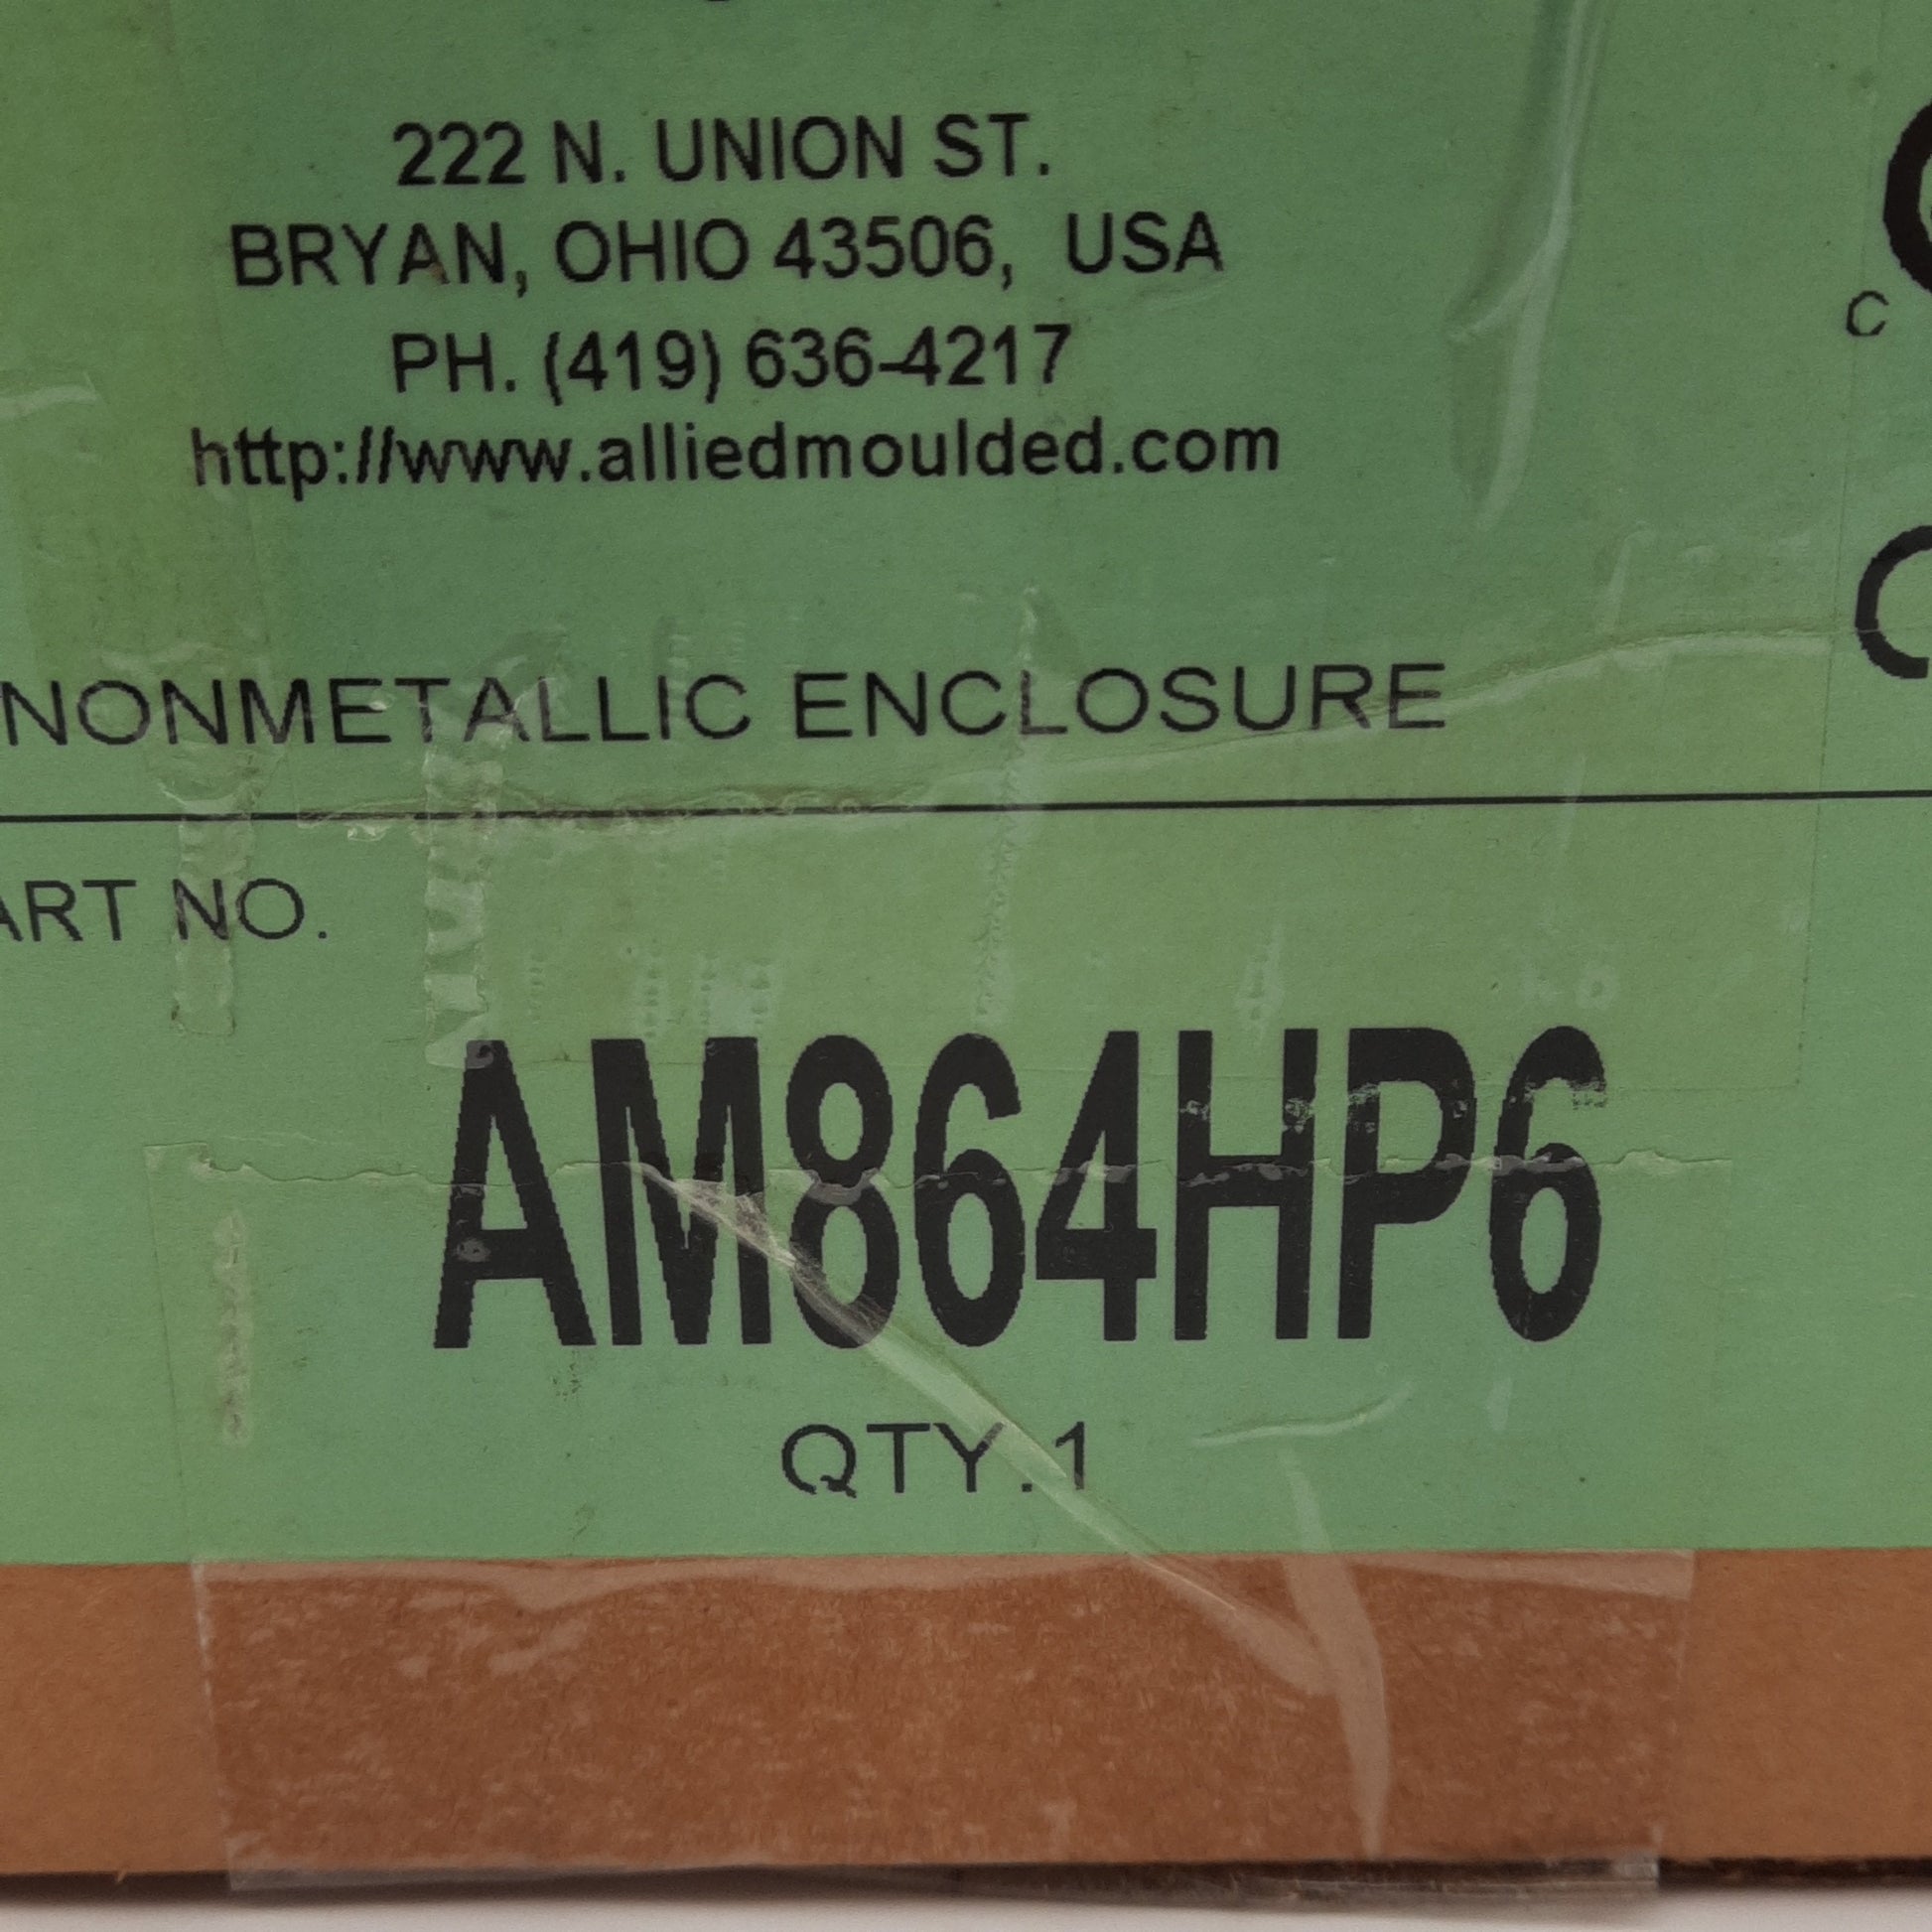 222 N. UNION ST.
BRYAN, OHIO 43506, USA
PH. (419) 636-4217
http://www.alliedmoulded.com
C
NONMETALLIC ENCLOSURE
ART NO.
AM864HP6
QTY.1